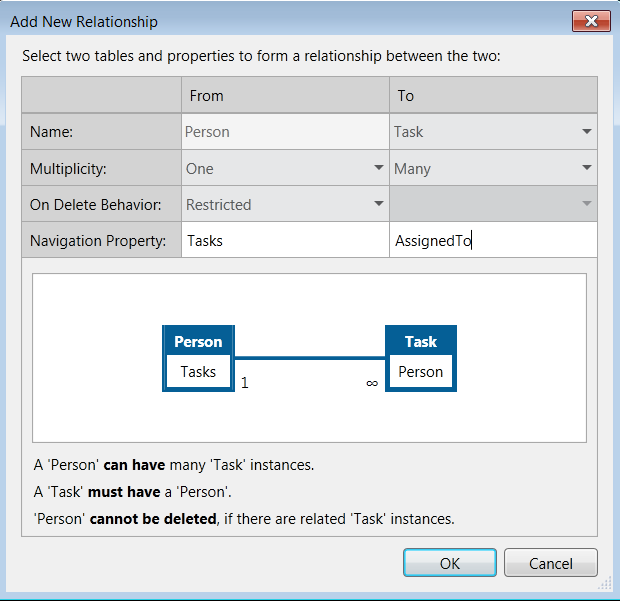 Add New Relationship
Select two tables and properties to form a relationship between the two:
From To
Name: Person Task
Multiplicity: One Many
On Delete Behavior: Restricted
Navigation Property: Tasks AssignedTo
Person Task
Tasks Person
1 ∞
A 'Person' can have many 'Task' instances.
A 'Task' must have a 'Person'.
'Person' cannot be deleted, if there are related 'Task' instances.
OK Cancel